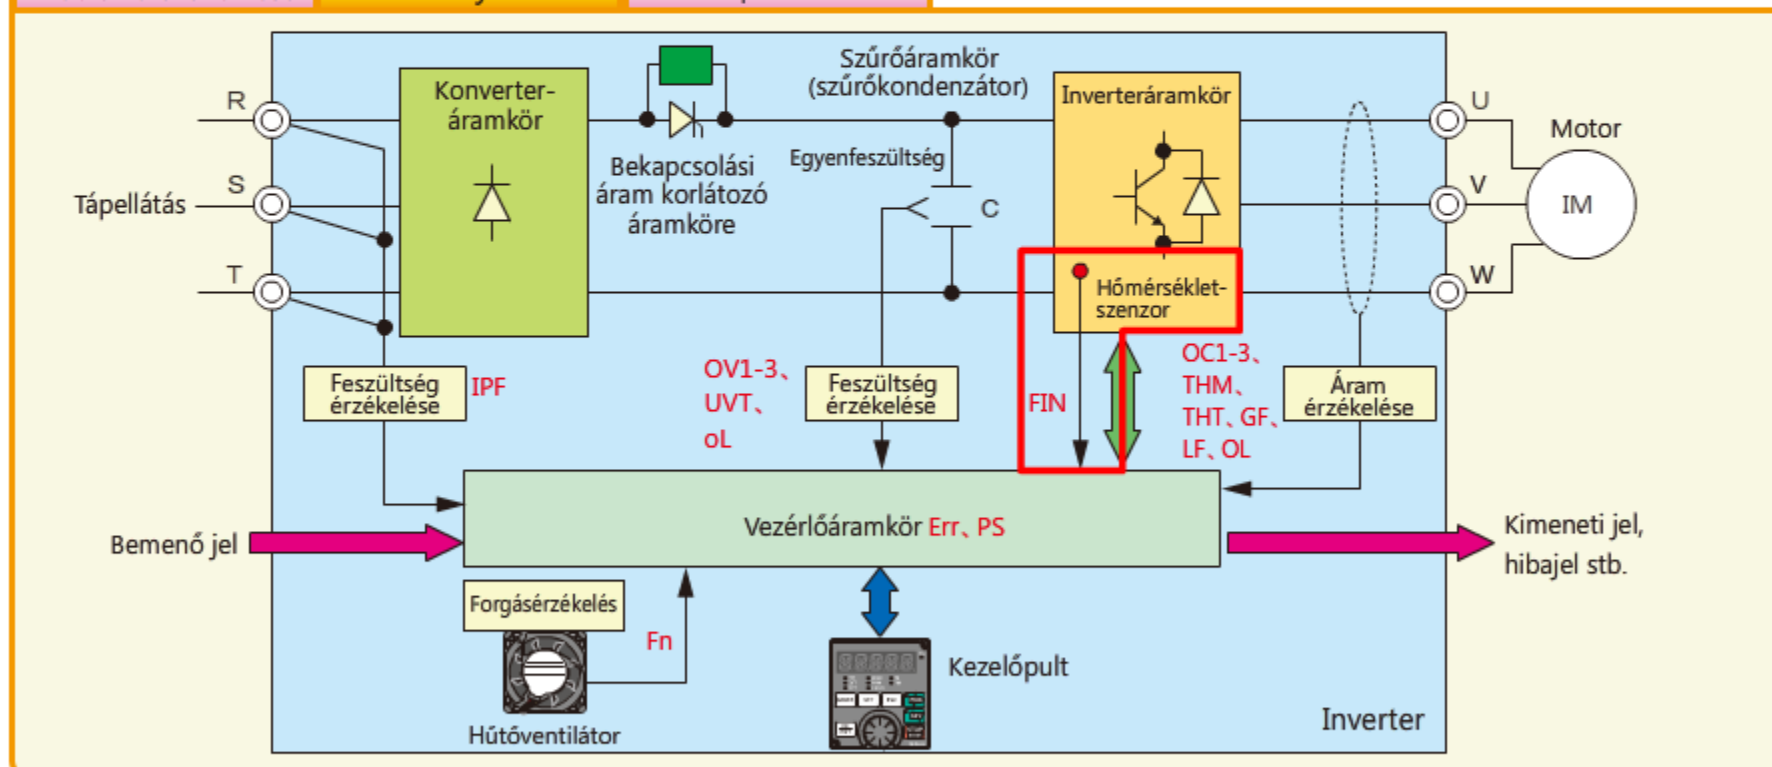 Szűrőáramkör
(szűrőkondenzátor)
Konverter-
áramkör
Inverteráramkör
R
U
Motor
Egyenfeszültség
Bekapcsolási
áram korlátozó
áramköre
S
V
Tápellátás
C
IM
T
W
Hőmérséklet-
szenzor
Feszültség
érzékelése
IPF
OV1-3、
UVT、
oL
Feszültség
érzékelése
FIN
OC1-3、
THM、
THT、GF、
LF、OL
Áram
érzékelése
Vezérlőáramkör Err、PS
Bemenő jel
Kimeneti jel,
hibajel stb.
Forgásérzékelés
Fn
Kezelőpult
Hűtőventilátor
Inverter